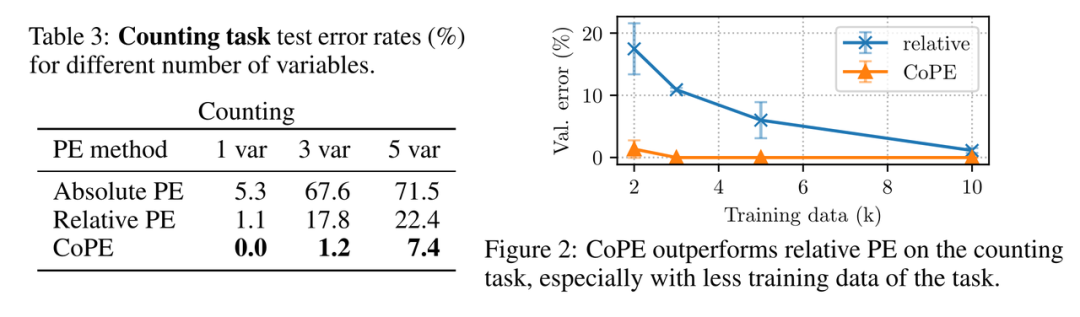 Table 3: Counting task test error rates (%)
for different number of variables.
Counting
PE method 1 var 3 var 5 var
Absolute PE 5.3 67.6 71.5
Relative PE 1.1 17.8 22.4
CoPE 0.0 1.2 7.4
Val. error (%)
20
10
0
relative
CoPE
2 4 6 8 10
Training data (k)
Figure 2: CoPE outperforms relative PE on the counting
task, especially with less training data of the task.